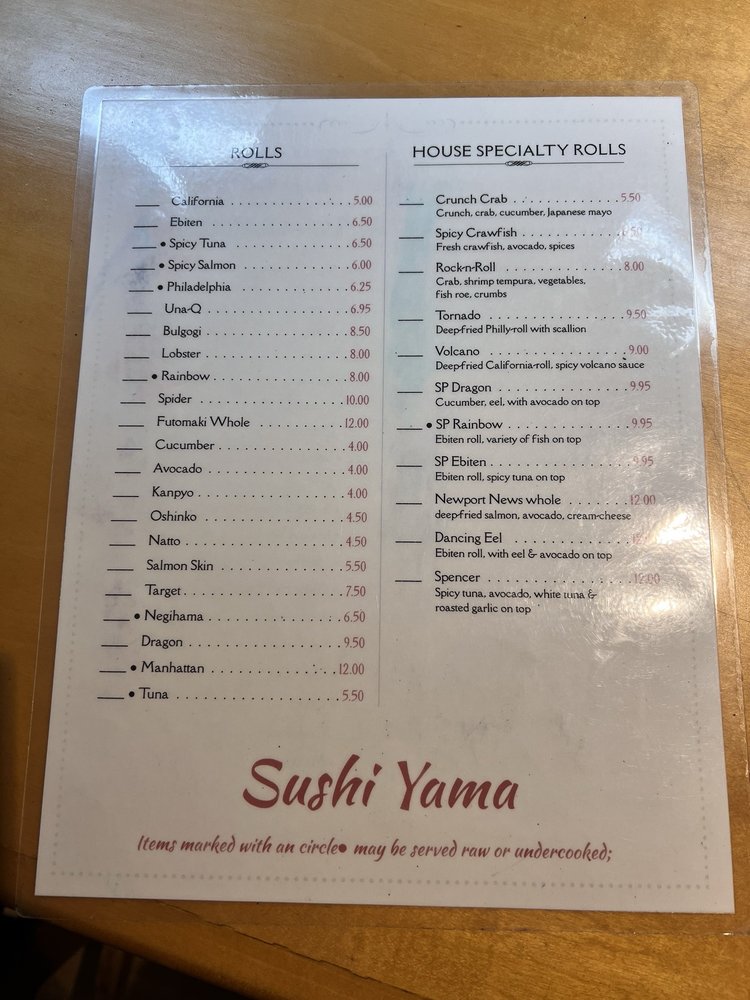 ROLLS
California 5.00
Ebiten 6.50
• Spicy Tuna 6.50
• Spicy Salmon 6.00
• Philadelphia 6.25
Una-Q 6.95
Bulgogi 8.50
Lobster 8.00
• Rainbow 8.00
Spider 10.00
Futomaki Whole 12.00
Cucumber 4.00
Avocado 4.00
Kanpyo 4.00
Oshinko 4.50
Natto 4.50
Salmon Skin 5.50
Target 7.50
• Negihama 6.50
Dragon 9.50
• Manhattan 12.00
• Tuna 5.50
HOUSE SPECIALTY ROLLS
Crunch Crab 5.50
Crunch, crab, cucumber, Japanese mayo
Spicy Crawfish
Fresh crawfish, avocado, spices
Rock-n-Roll 8.00
Crab, shrimp tempura, vegetables,
fish roe, crumbs
Tornado 9.50
Deep-fried Philly-roll with scallion
Volcano 9.00
Deep-fried California-roll, spicy volcano sauce
SP Dragon 9.95
Cucumber, eel, with avocado on top
• SP Rainbow 9.95
Ebiten roll, variety of fish on top
SP Ebiten 9.95
Ebiten roll, spicy tuna on top
Newport News whole 12.00
deep-fried salmon, avocado, cream-cheese
Dancing Eel
Ebiten roll, with eel & avocado on top
Spencer 12.00
Spicy tuna, avocado, white tuna &
roasted garlic on top
Sushi Yama
Items marked with an circle• may be served raw or undercooked;